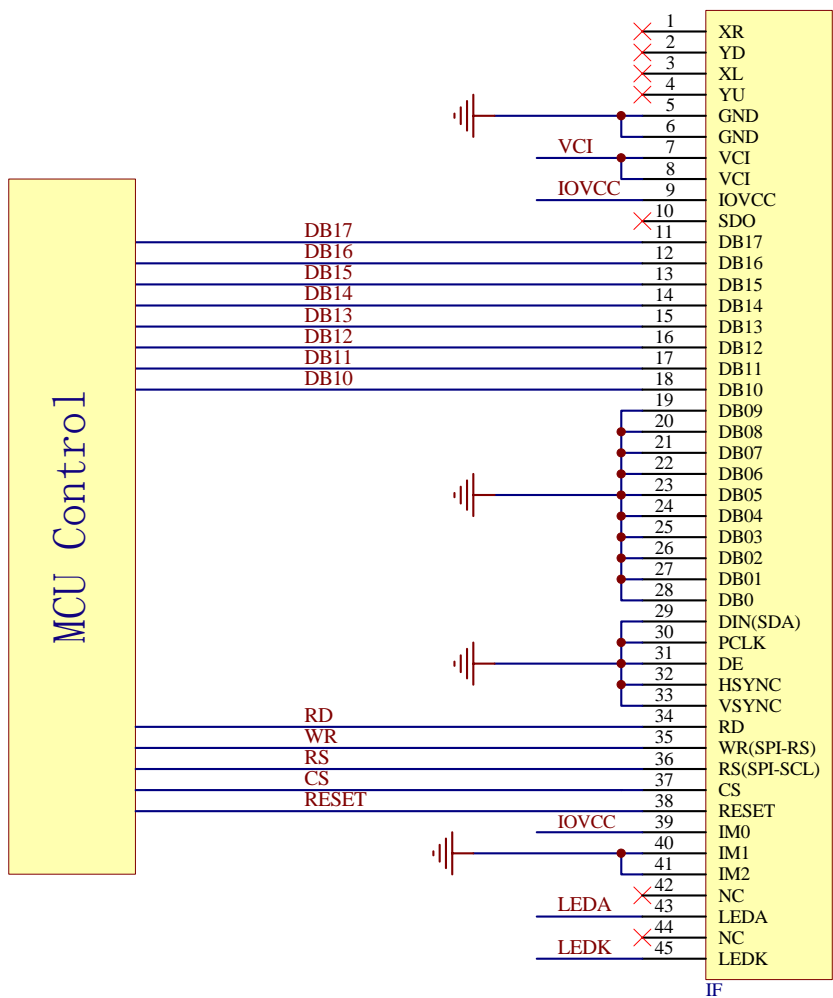 1 XR
2 YD
3 XL
4 YU
5 GND
6 GND
VCI 7 VCI
8 VCI
IOVCC 9 IOVCC
10 SDO
DB17 11 DB17
DB16 12 DB16
DB15 13 DB15
DB14 14 DB14
DB13 15 DB13
DB12 16 DB12
DB11 17 DB11
DB10 18 DB10
19 DB09
20 DB08
21 DB07
22 DB06
23 DB05
24 DB04
25 DB03
26 DB02
27 DB01
28 DB0
MCU Control
29 DIN(SDA)
30 PCLK
31 DE
32 HSYNC
33 VSYNC
RD 34 RD
WR 35 WR(SPI-RS)
RS 36 RS(SPI-SCL)
CS 37 CS
RESET 38 RESET
IOVCC 39 IM0
40 IM1
41 IM2
42 NC
LEDA 43 LEDA
44 NC
LEDK 45 LEDK
IF